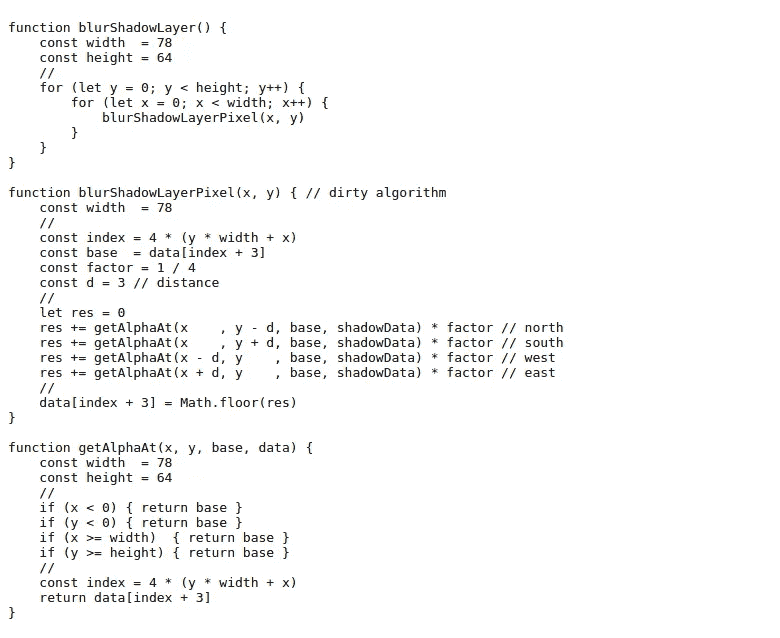 function blurShadowLayer() {
    const width  = 78
    const height = 64
    //
    for (let y = 0; y < height; y++) {
        for (let x = 0; x < width; x++) {
            blurShadowLayerPixel(x, y)
        }
    }
}

function blurShadowLayerPixel(x, y) { // dirty algorithm
    const width  = 78
    //
    const index = 4 * (y * width + x)
    const base  = data[index + 3]
    const factor = 1 / 4
    const d = 3 // distance
    //
    let res = 0
    res += getAlphaAt(x    , y - d, base, shadowData) * factor // north
    res += getAlphaAt(x    , y + d, base, shadowData) * factor // south
    res += getAlphaAt(x - d, y    , base, shadowData) * factor // west
    res += getAlphaAt(x + d, y    , base, shadowData) * factor // east
    //
    data[index + 3] = Math.floor(res)
}

function getAlphaAt(x, y, base, data) {
    const width  = 78
    const height = 64
    //
    if (x < 0) { return base }
    if (y < 0) { return base }
    if (x >= width)  { return base }
    if (y >= height) { return base }
    //
    const index = 4 * (y * width + x)
    return data[index + 3]
}